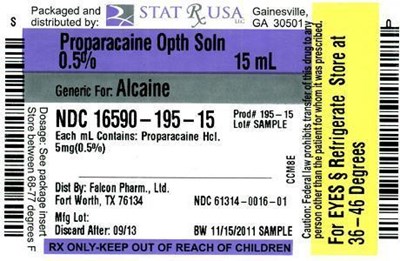 Packaged and
distributed by:
STAT Rx USA
LLC
Gainesville,
GA 30501
Proparacaine Opth Soln
0.5% 15 mL
Generic For: Alcaine
NDC 16590-195-15
Prod# 195-15
Lot# SAMPLE
Each mL Contains: Proparacaine Hcl.
5mg(0.5%)
CCM8E
Dist By: Falcon Pharm., Ltd.
Fort Worth, TX 76134 NDC 61314-0016-01
Mfg Lot:
Discard After: 09/13 BW 11/15/2011 SAMPLE
RX ONLY-KEEP OUT OF REACH OF CHILDREN
S
Dosage: See package insert
Store between 68-77 degrees F
0
Caution: Federal law prohibits transfer of this drug to any
person other than the patient for whom it was prescribed.
For EYES § Refrigerate Store at
36-46 Degrees